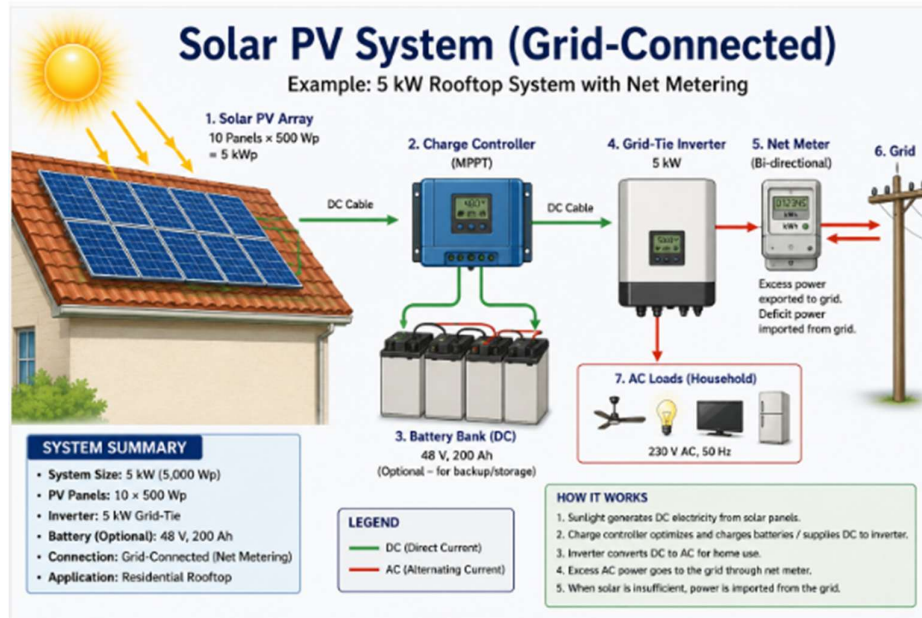 Solar PV System (Grid-Connected)
Example: 5 kW Rooftop System with Net Metering
1. Solar PV Array
10 Panels × 500 Wp
= 5 kWp
DC Cable
2. Charge Controller
(MPPT)
DC Cable
4. Grid-Tie Inverter
5 kW
5. Net Meter
(Bi-directional)
kWh
6. Grid
Excess power
exported to grid.
Deficit power
imported from grid.
3. Battery Bank (DC)
48 V, 200 Ah
(Optional – for backup/storage)
7. AC Loads (Household)
230 V AC, 50 Hz
SYSTEM SUMMARY
• System Size: 5 kW (5,000 Wp)
• PV Panels: 10 × 500 Wp
• Inverter: 5 kW Grid-Tie
• Battery (Optional): 48 V, 200 Ah
• Connection: Grid-Connected (Net Metering)
• Application: Residential Rooftop
LEGEND
DC (Direct Current)
AC (Alternating Current)
HOW IT WORKS
1. Sunlight generates DC electricity from solar panels.
2. Charge controller optimizes and charges batteries / supplies DC to inverter.
3. Inverter converts DC to AC for home use.
4. Excess AC power goes to the grid through net meter.
5. When solar is insufficient, power is imported from the grid.